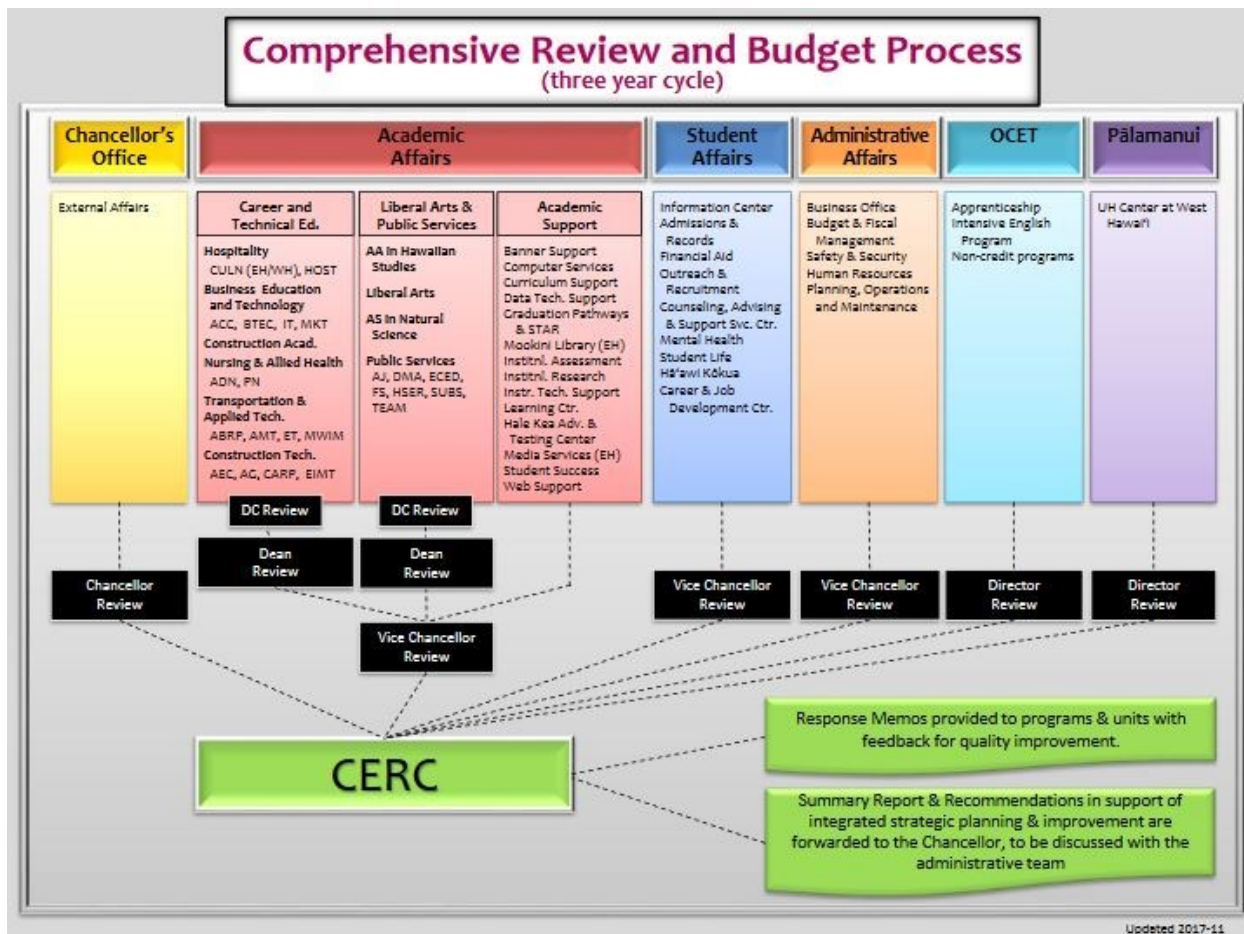 Comprehensive Review and Budget Process
(three year cycle)
Chancellor's
Office
Academic
Affairs
Student
Affairs
Administrative
Affairs
OCET
Pālamanui
External Affairs
Career and
Technical Ed.
Hospitality
CULN (EH/WH), HOST
Business Education
and Technology
ACC, BTEC, IT, MKT
Construction Acad.
Nursing & Allied Health
ADN, PN
Transportation &
Applied Tech.
ABRP, AMT, ET, MWIM
Construction Tech.
AEC, AG, CARP, EIMT
Liberal Arts &
Public Services
AA in Hawaiian
Studies
Liberal Arts
AS in Natural
Science
Public Services
AJ, DMA, ECED,
FS, HSER, SUBS,
TEAM
Academic
Support
Banner Support
Computer Services
Curriculum Support
Data Tech. Support
Graduation Pathways
& STAR
Mookini Library (EH)
Institnl. Assessment
Institnl. Research
Instr. Tech. Support
Learning Ctr.
Hale Kea Adv. &
Testing Center
Media Services (EH)
Student Success
Web Support
Information Center
Admissions &
Records
Financial Aid
Outreach &
Recruitment
Counseling, Advising
& Support Svc. Ctr.
Mental Health
Student Life
Hā'awi Kōkua
Career & Job
Development Ctr.
Business Office
Budget & Fiscal
Management
Safety & Security
Human Resources
Planning, Operations
and Maintenance
Apprenticeship
Intensive English
Program
Non-credit programs
UH Center at West
Hawai'i
DC Review
DC Review
Dean
Review
Dean
Review
Chancellor
Review
Vice Chancellor
Review
Vice Chancellor
Review
Director
Review
Director
Review
Vice Chancellor
Review
CERC
Response Memos provided to programs & units with
feedback for quality improvement.
Summary Report & Recommendations in support of
integrated strategic planning & improvement are
forwarded to the Chancellor, to be discussed with the
administrative team
Updated 2017-11